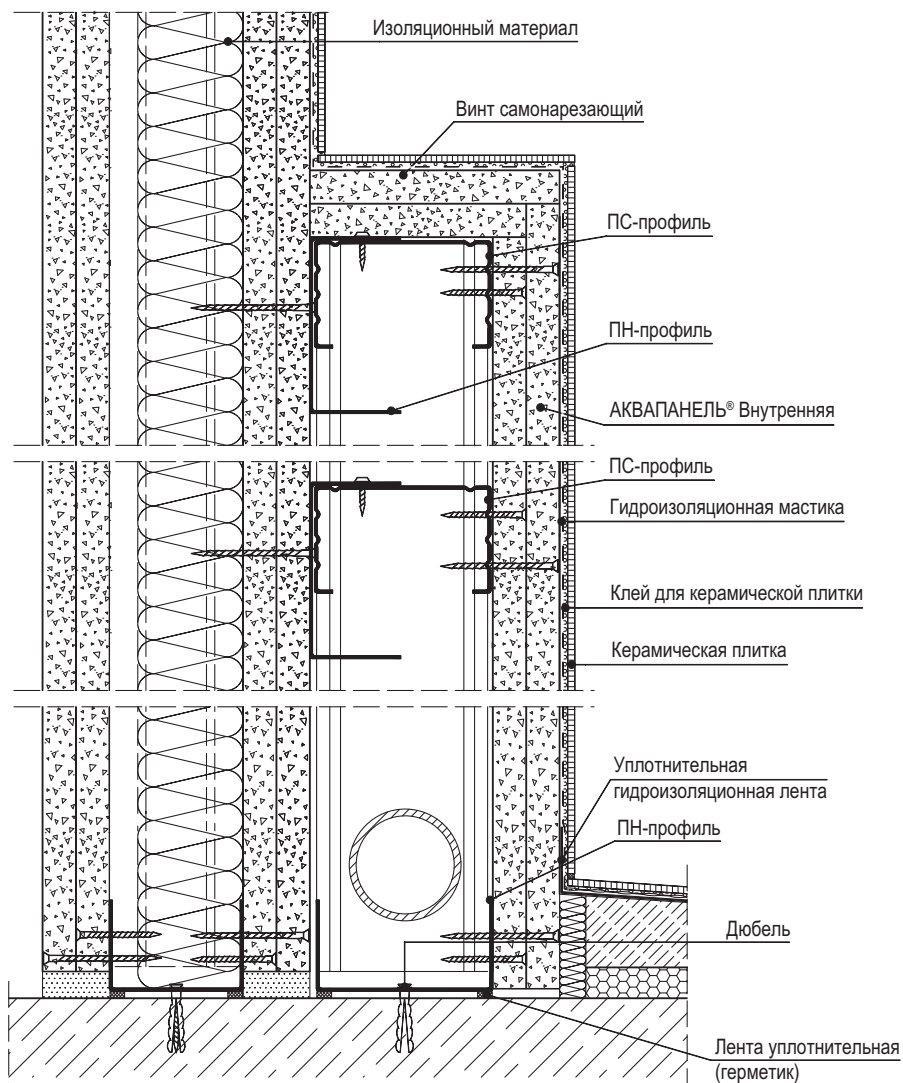 Изоляционный материал
Винт самонарезающий
ПС-профиль
ПН-профиль
АКВАПАНЕЛЬ® Внутренняя
ПС-профиль
Гидроизоляционная мастика
Клей для керамической плитки
Керамическая плитка
Уплотнительная
гидроизоляционная лента
ПН-профиль
Дюбель
Лента уплотнительная
(герметик)